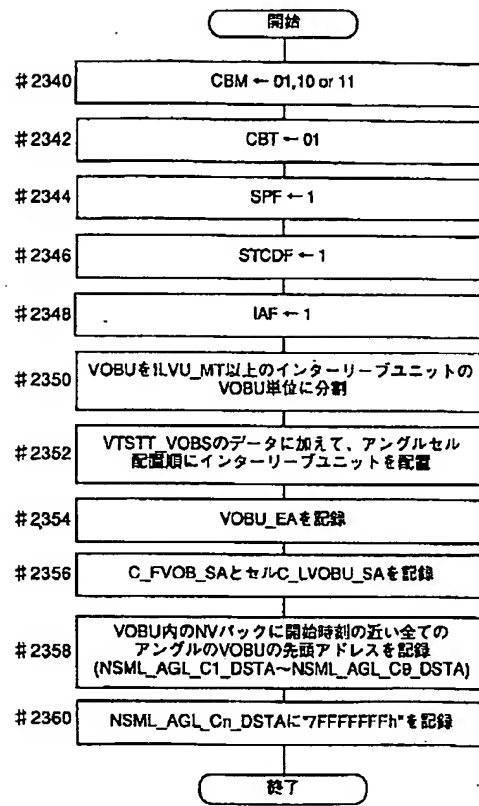 開始
#2340
CBM ← 01,10 or 11
#2342
CBT ← 01
#2344
SPF ← 1
#2346
STCDF ← 1
#2348
IAF ← 1
#2350
VOBUをILVU_MT以上のインターリーブユニットの
VOBU単位に分割
#2352
VTSTT_VOBSのデータに加えて、アングルセル
配置順にインターリーブユニットを配置
#2354
VOBU_EAを記録
#2356
C_FVOB_SAとセルC_LVOBU_SAを記録
#2358
VOBU内のNVパックに開始時刻の近い全ての
アングルのVOBUの先頭アドレスを記録
(NSML_AGL_C1_DSTA～NSML_AGL_C9_DSTA)
#2360
NSML_AGL_Cn_DSTAに"7FFFFFFFh"を記録
終了